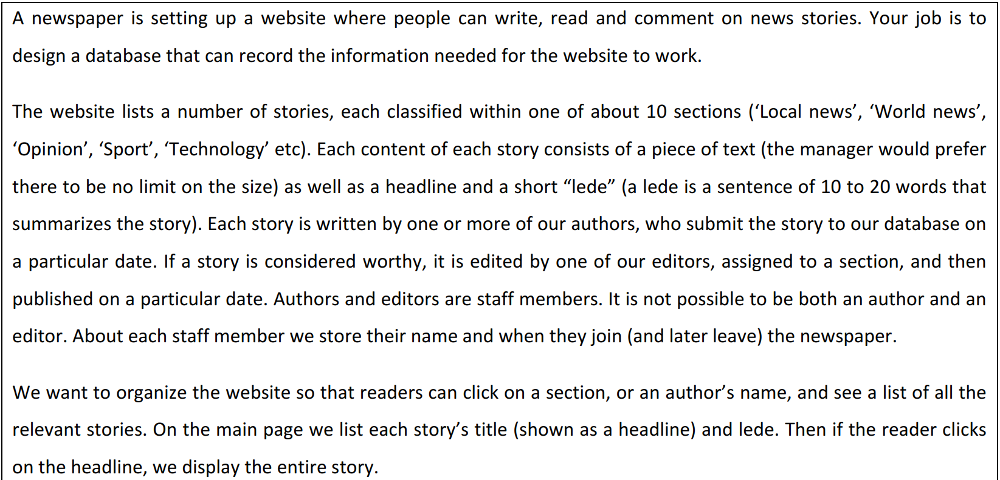 A newspaper is setting up a website where people can write, read and comment on news stories. Your job is to
design a database that can record the information needed for the website to work.
The website lists a number of stories, each classified within one of about 10 sections (‘Local news’, ‘World news’,
‘Opinion’, ‘Sport’, ‘Technology’ etc). Each content of each story consists of a piece of text (the manager would prefer
there to be no limit on the size) as well as a headline and a short “lede” (a lede is a sentence of 10 to 20 words that
summarizes the story). Each story is written by one or more of our authors, who submit the story to our database on
a particular date. If a story is considered worthy, it is edited by one of our editors, assigned to a section, and then
published on a particular date. Authors and editors are staff members. It is not possible to be both an author and an
editor. About each staff member we store their name and when they join (and later leave) the newspaper.
We want to organize the website so that readers can click on a section, or an author’s name, and see a list of all the
relevant stories. On the main page we list each story’s title (shown as a headline) and lede. Then if the reader clicks
on the headline, we display the entire story.